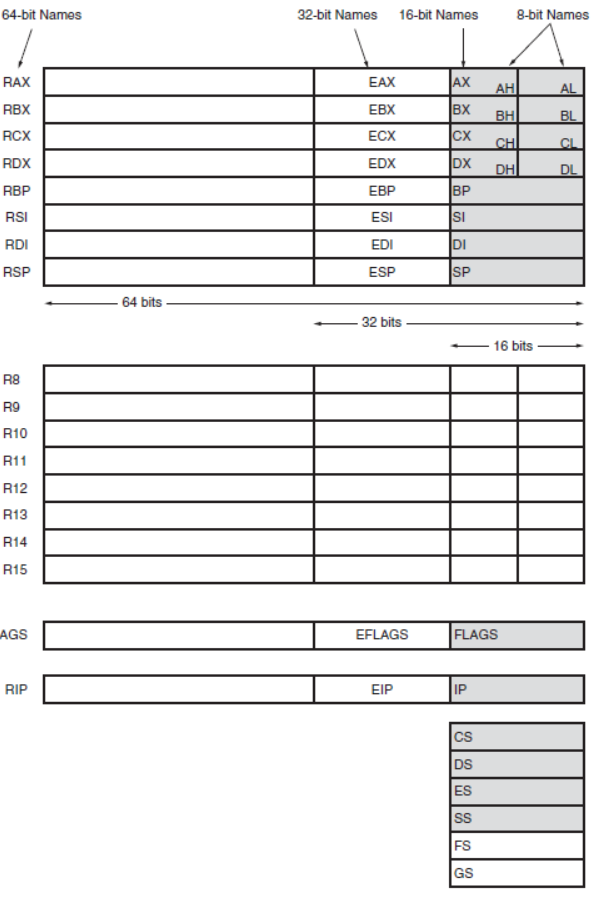 64-bit Names 32-bit Names 16-bit Names 8-bit Names
RAX EAX AX AH AL
RBX EBX BX BH BL
RCX ECX CX CH CL
RDX EDX DX DH DL
RBP EBP BP
RSI ESI SI
RDI EDI DI
RSP ESP SP
64 bits
32 bits
16 bits
R8
R9
R10
R11
R12
R13
R14
R15
AGS EFLAGS FLAGS
RIP EIP IP
CS
DS
ES
SS
FS
GS